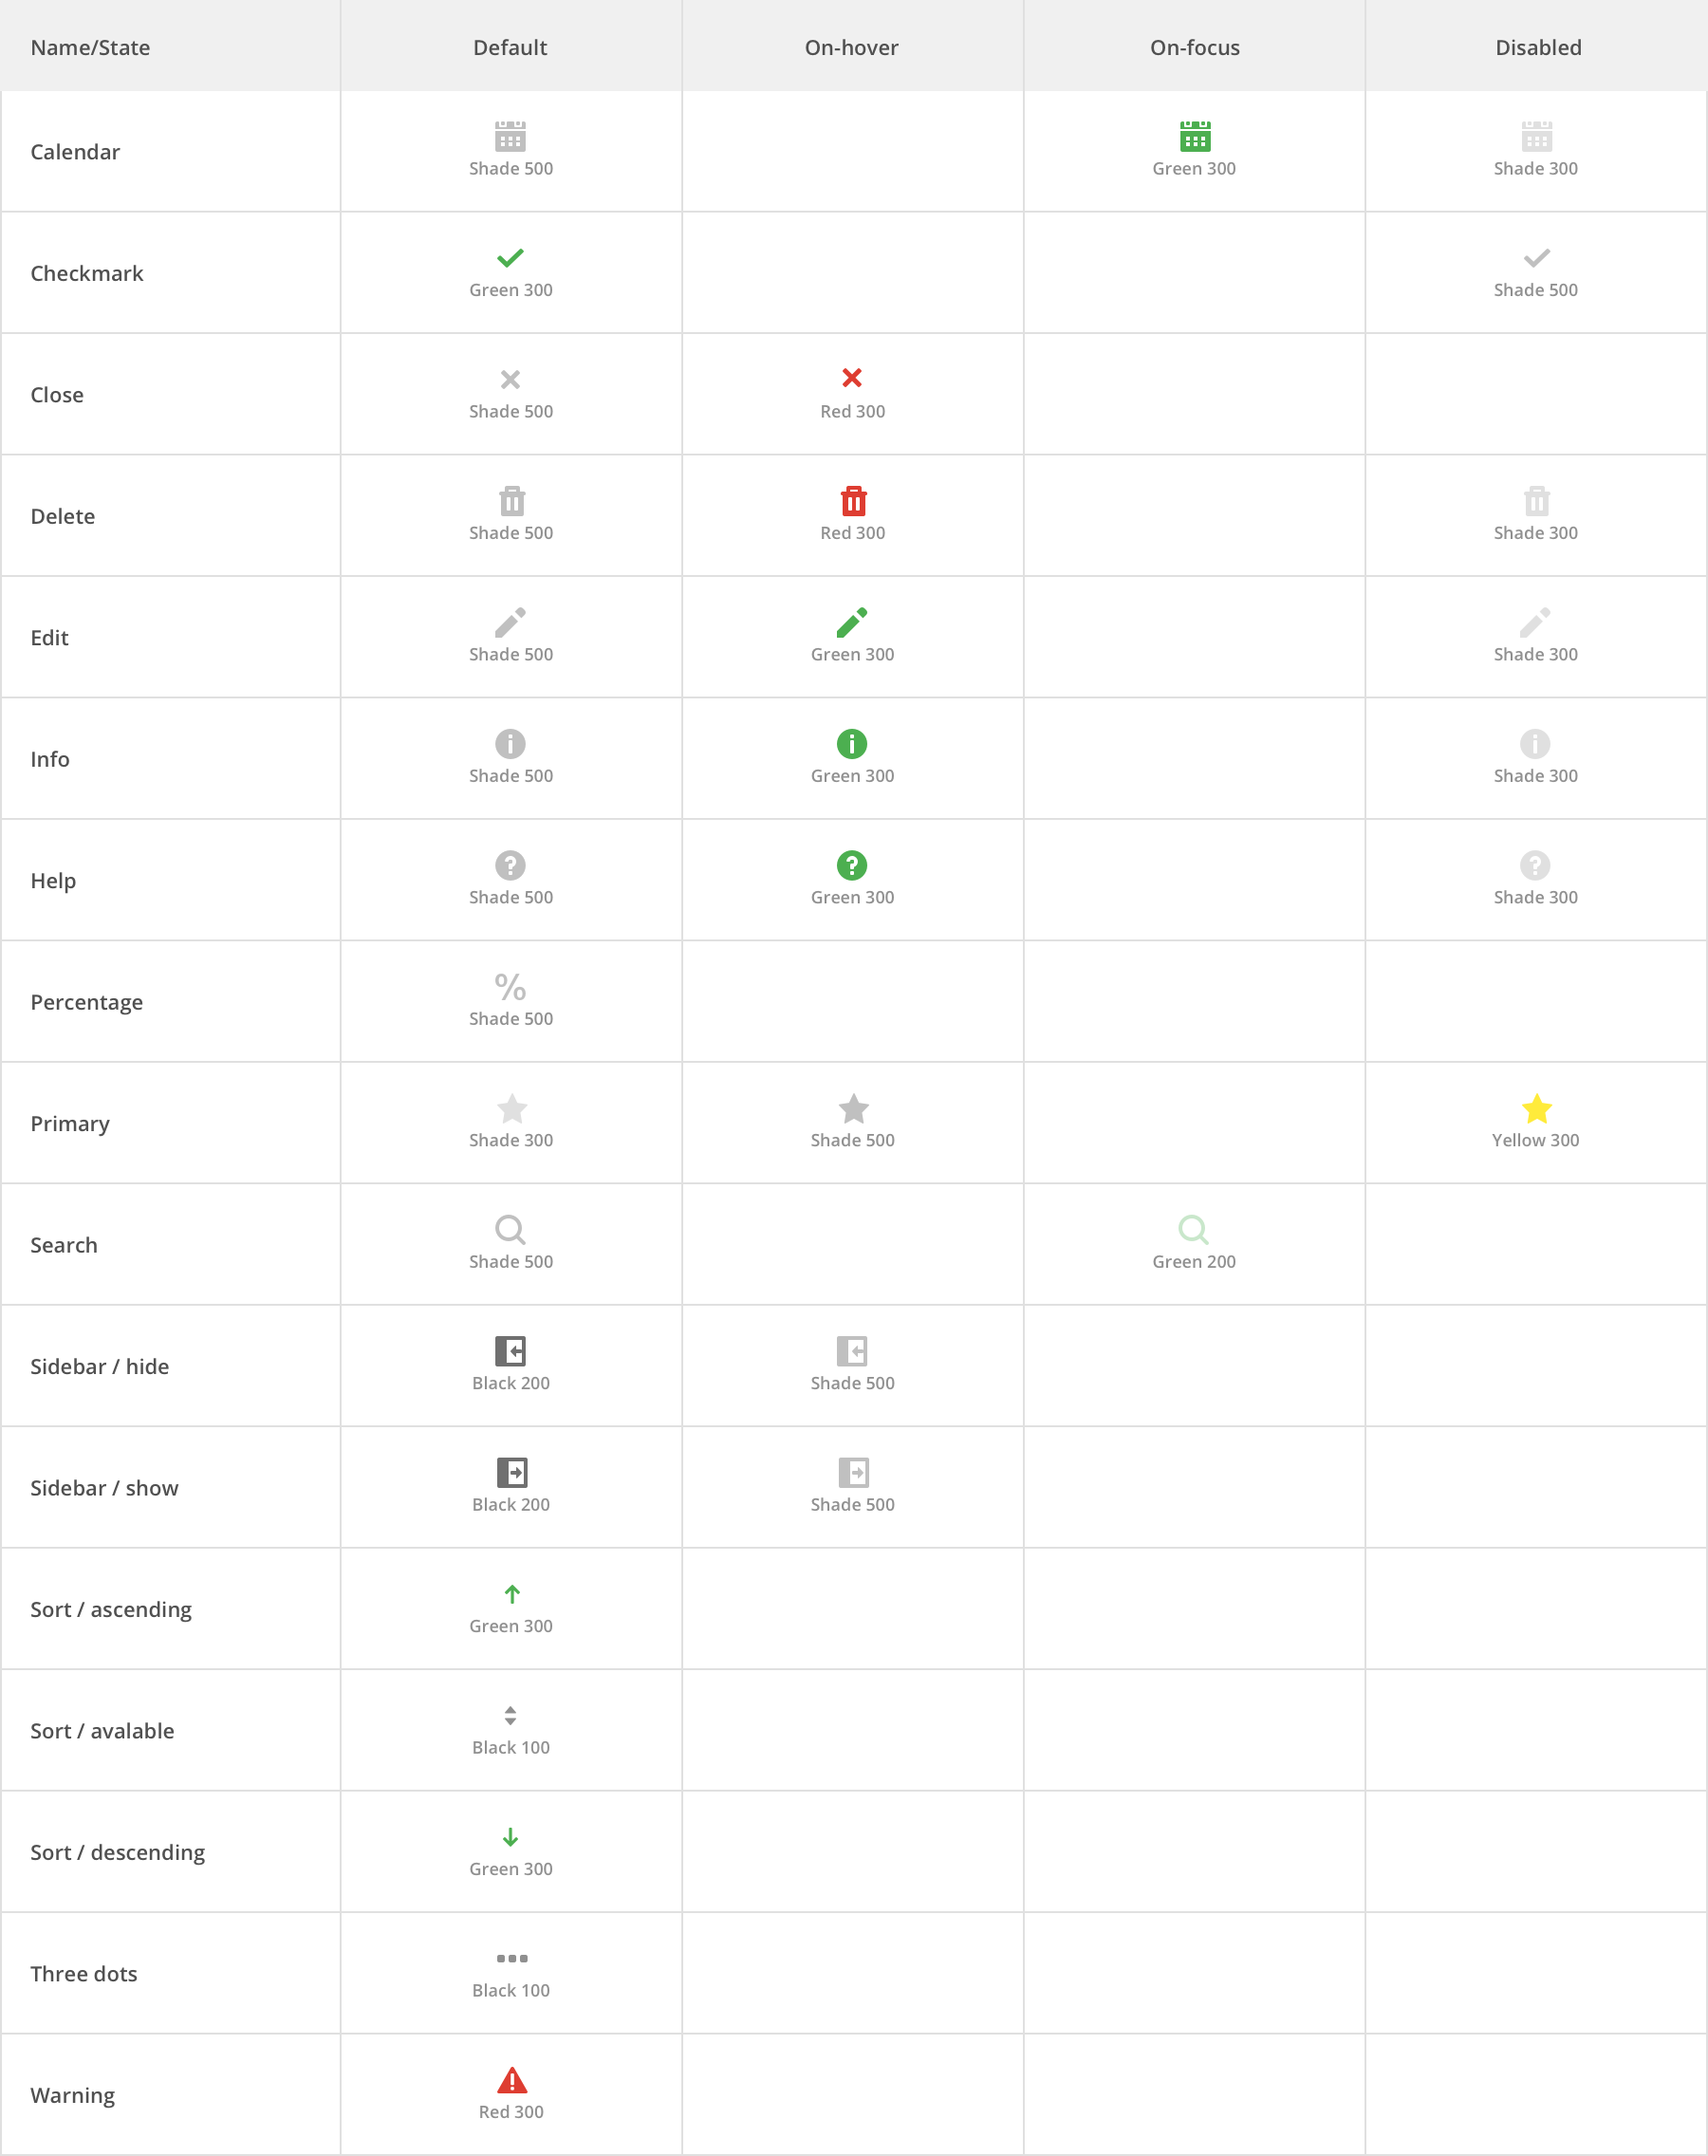 Name/State Default On-hover On-focus Disabled
Calendar Shade 500 Green 300 Shade 300
Checkmark Green 300 Shade 500
Close Shade 500 Red 300
Delete Shade 500 Red 300 Shade 300
Edit Shade 500 Green 300 Shade 300
Info Shade 500 Green 300 Shade 300
Help Shade 500 Green 300 Shade 300
%
Percentage Shade 500
Primary Shade 300 Shade 500 Yellow 300
Search Shade 500 Green 200
Sidebar / hide Black 200 Shade 500
Sidebar / show Black 200 Shade 500
Sort / ascending Green 300
Sort / avalable Black 100
Sort / descending Green 300
Three dots Black 100
Warning Red 300